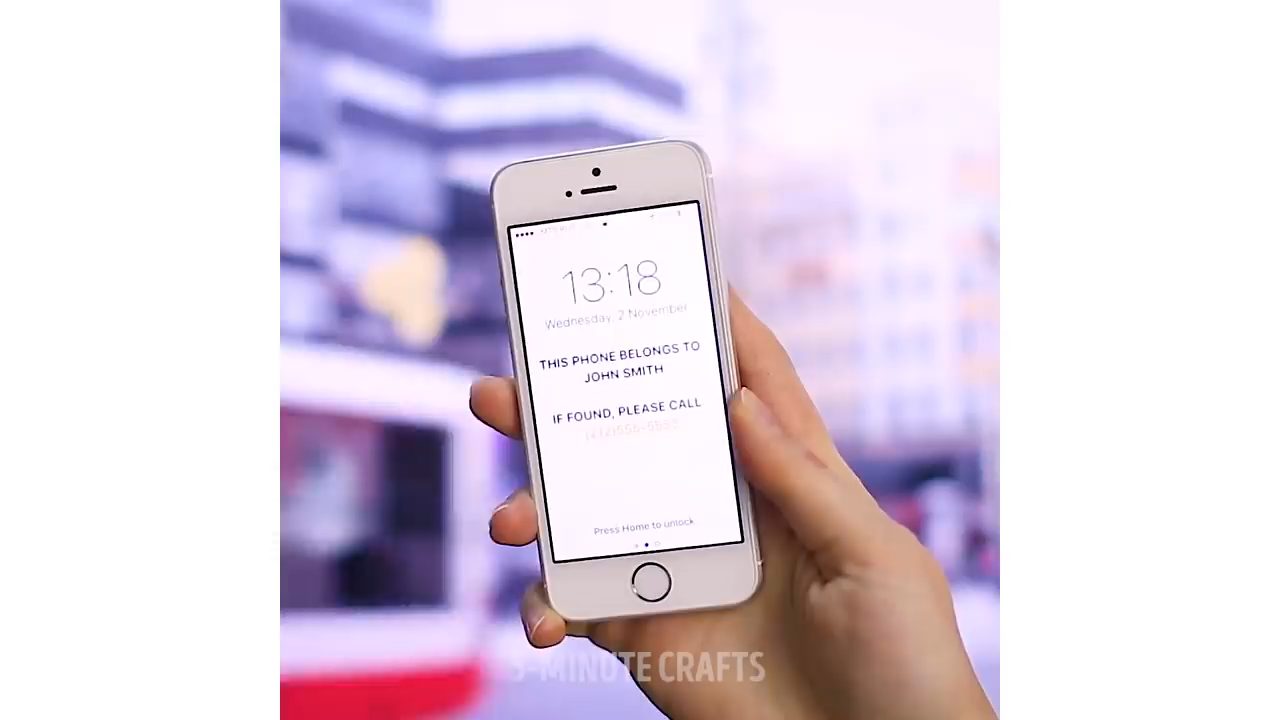 13:18
Wednesday, 2 November
THIS PHONE BELONGS TO
JOHN SMITH
IF FOUND, PLEASE CALL
Press Home to unlock
5-MINUTE CRAFTS